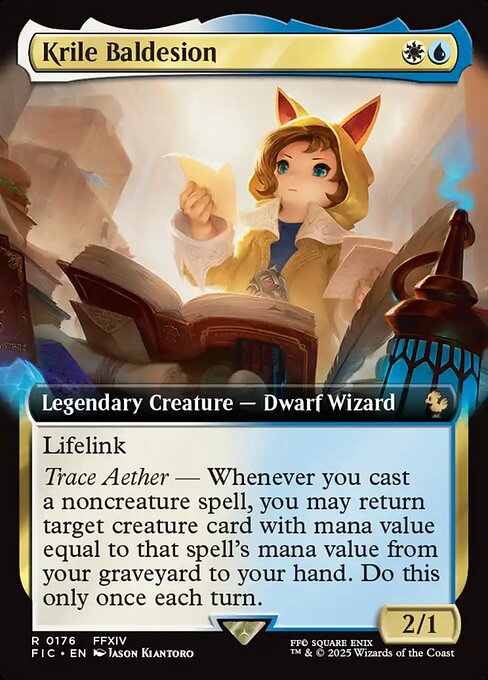 Krile Baldesion
Legendary Creature — Dwarf Wizard
Lifelink
Trace Aether — Whenever you cast
a noncreature spell, you may return
target creature card with mana value
equal to that spell's mana value from
your graveyard to your hand. Do this
only once each turn.
2/1
R 0176 FFXIV
FIC • EN Jason Kiantoro
FF© SQUARE ENIX
™ & © 2025 Wizards of the Coast